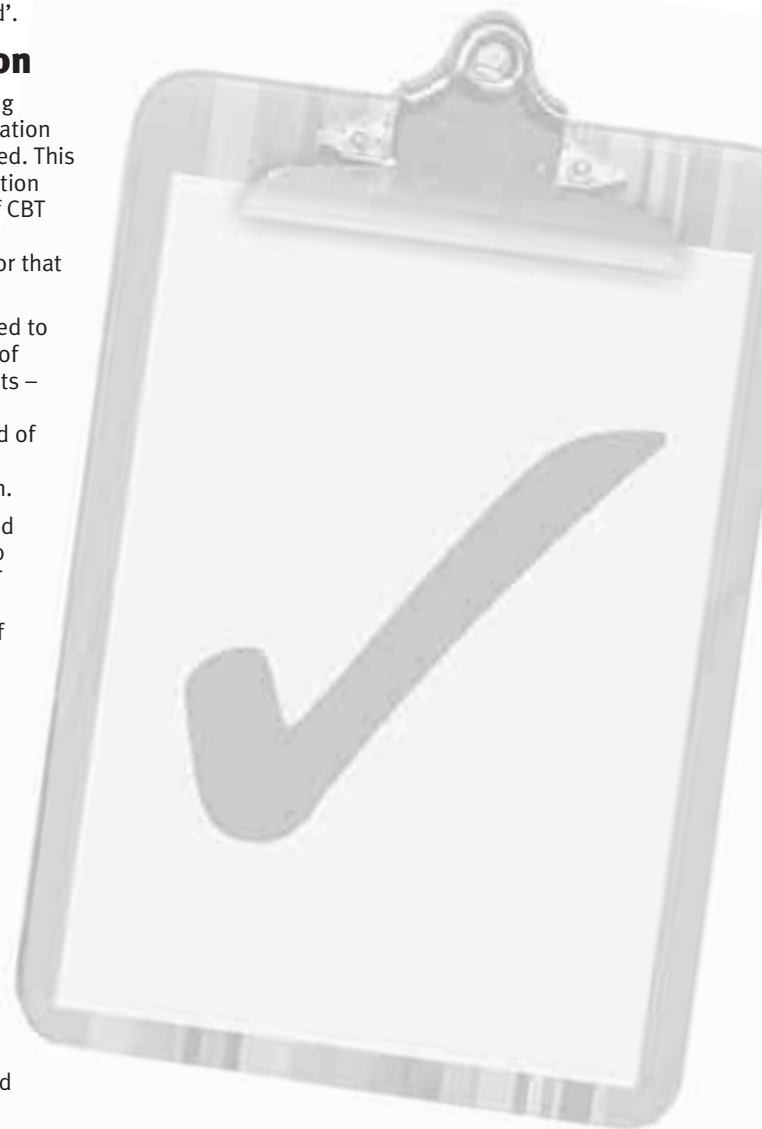 d’.
on
g
ation
ed. This
tion
f CBT
or that
ed to
of
ts –
d of
n.
d
o
r
f
d